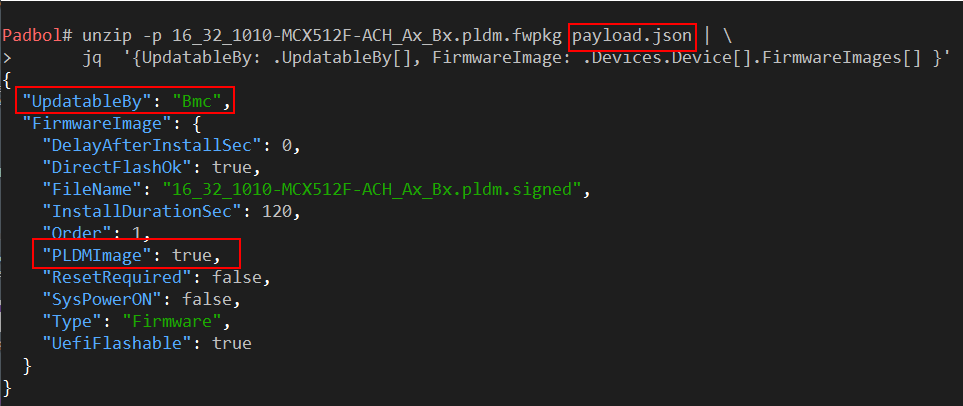 Padbol# unzip -p 16_32_1010-MCX512F-ACH_Ax_Bx.pldm.fwpkg payload.json | \
>       jq  '{UpdatableBy: .UpdatableBy[], FirmwareImage: .Devices.Device[].FirmwareImages[] }'
{
  "UpdatableBy": "Bmc",
  "FirmwareImage": {
    "DelayAfterInstallSec": 0,
    "DirectFlashOk": true,
    "FileName": "16_32_1010-MCX512F-ACH_Ax_Bx.pldm.signed",
    "InstallDurationSec": 120,
    "Order": 1,
    "PLDMImage": true,
    "ResetRequired": false,
    "SysPowerON": false,
    "Type": "Firmware",
    "UefiFlashable": true
  }
}